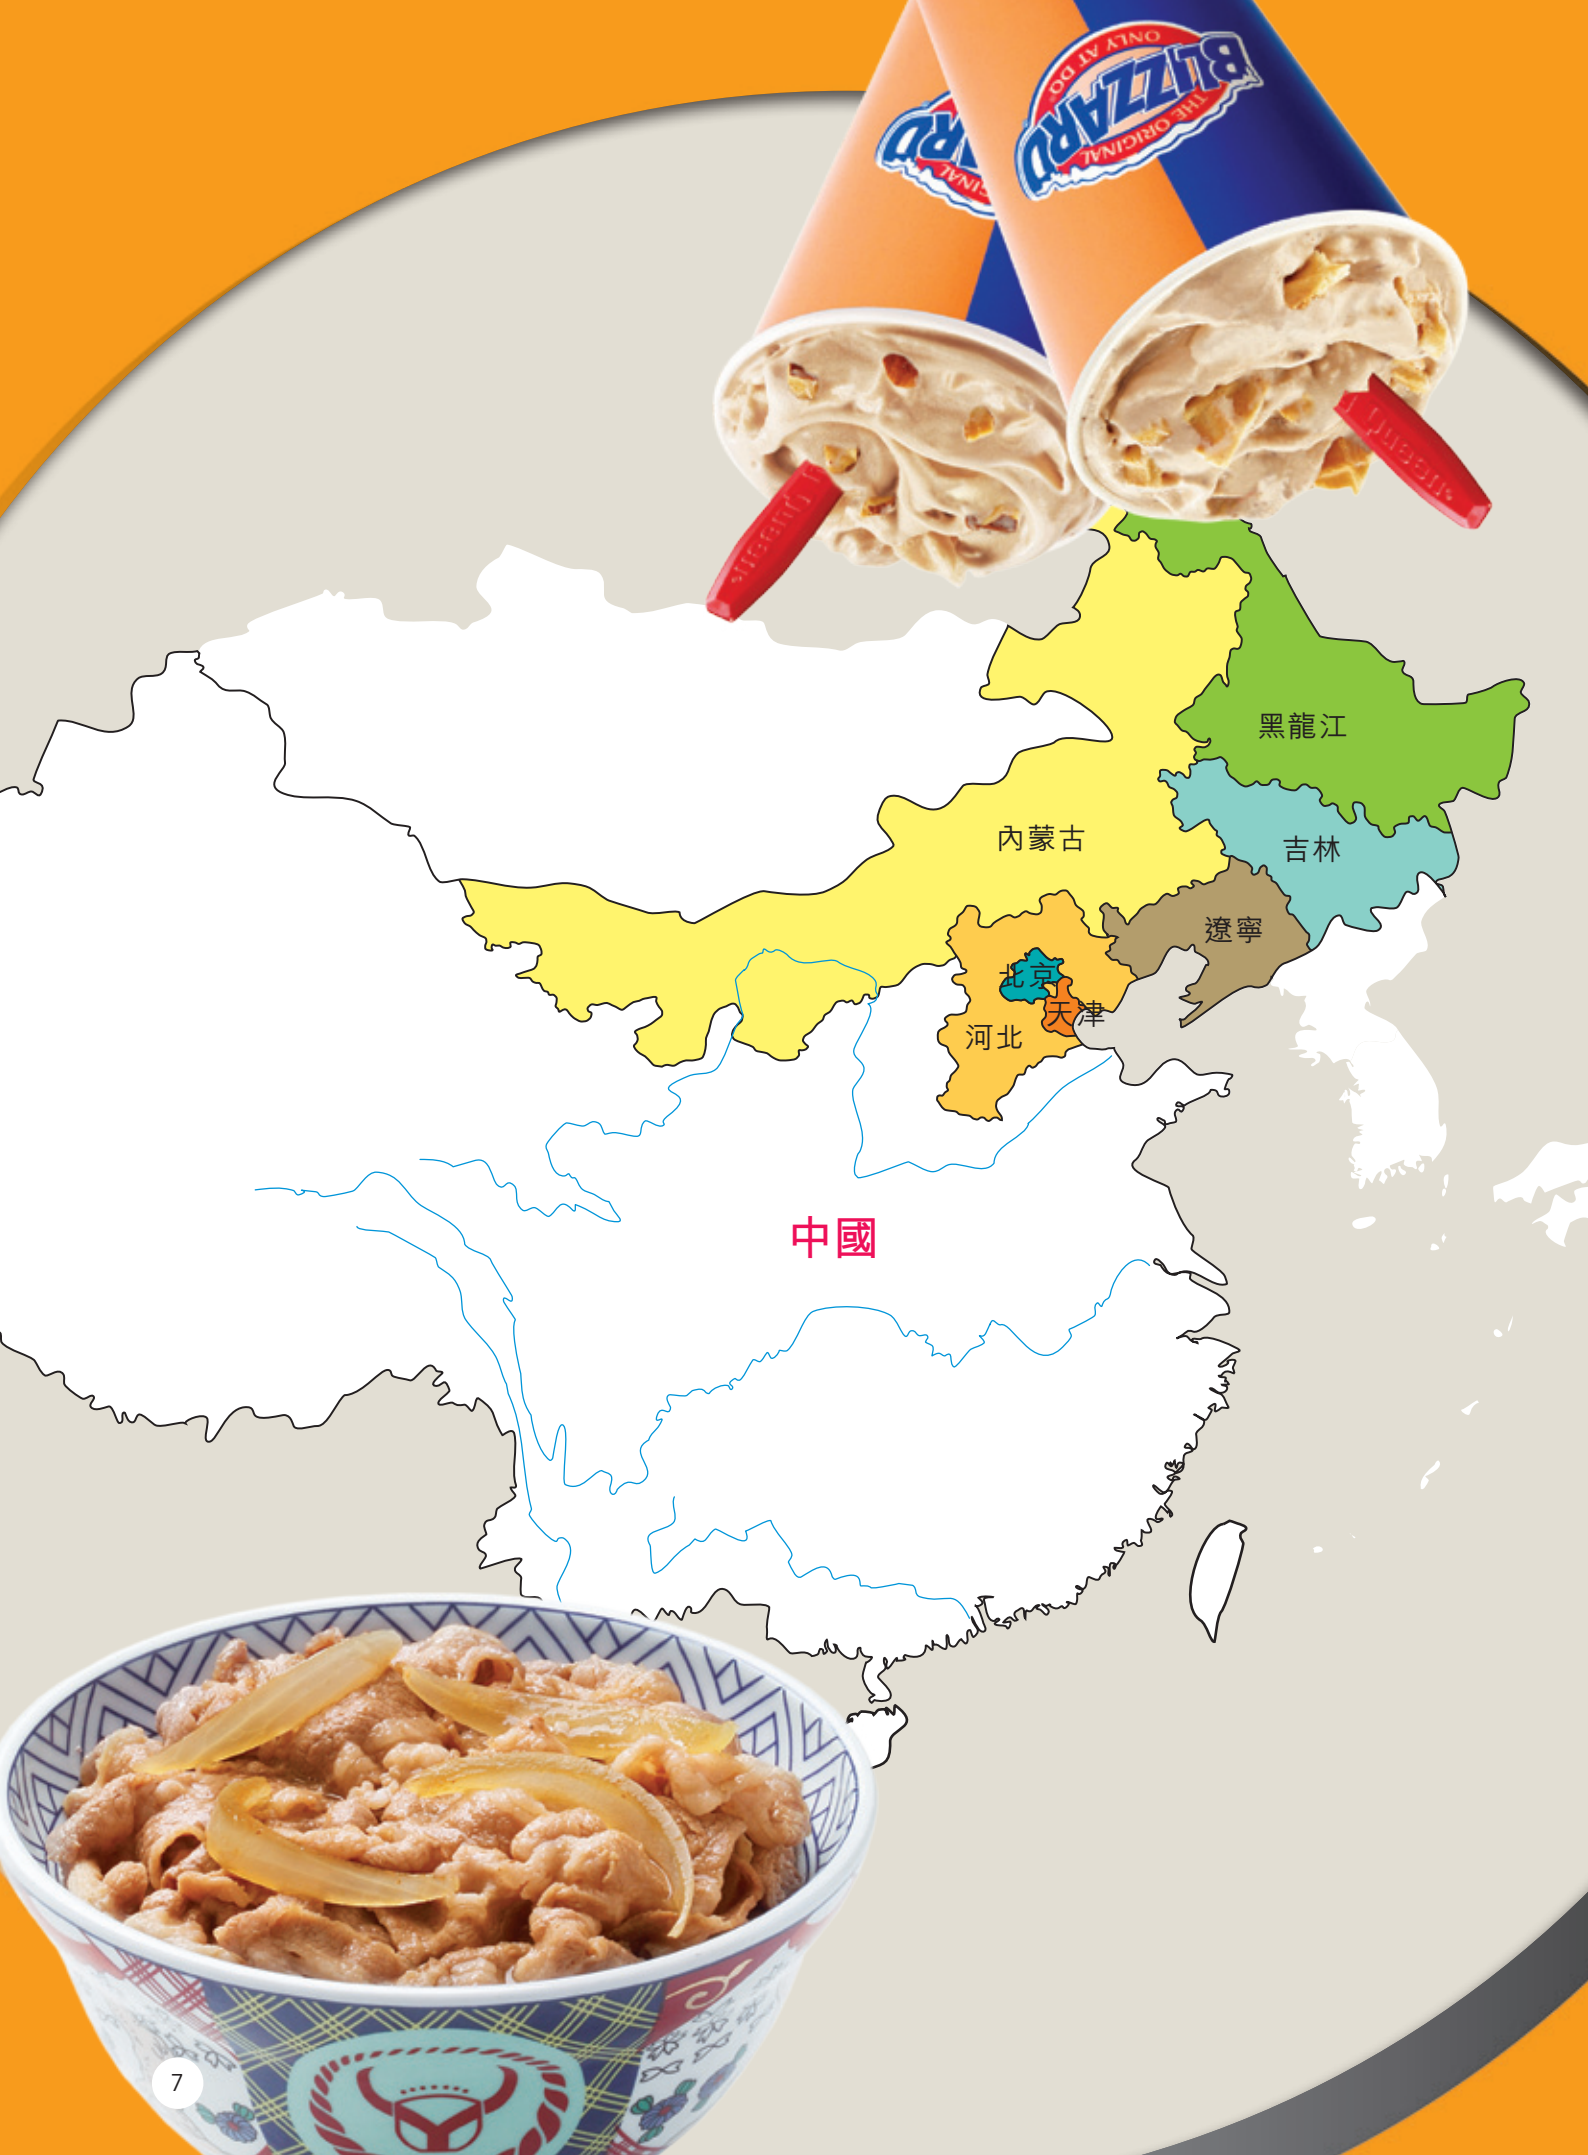 ONLY AT DQ
BLIZZARD
THE ORIGINAL
黑龍江
內蒙古
吉林
遼寧
北京
天津
河北
中國
7